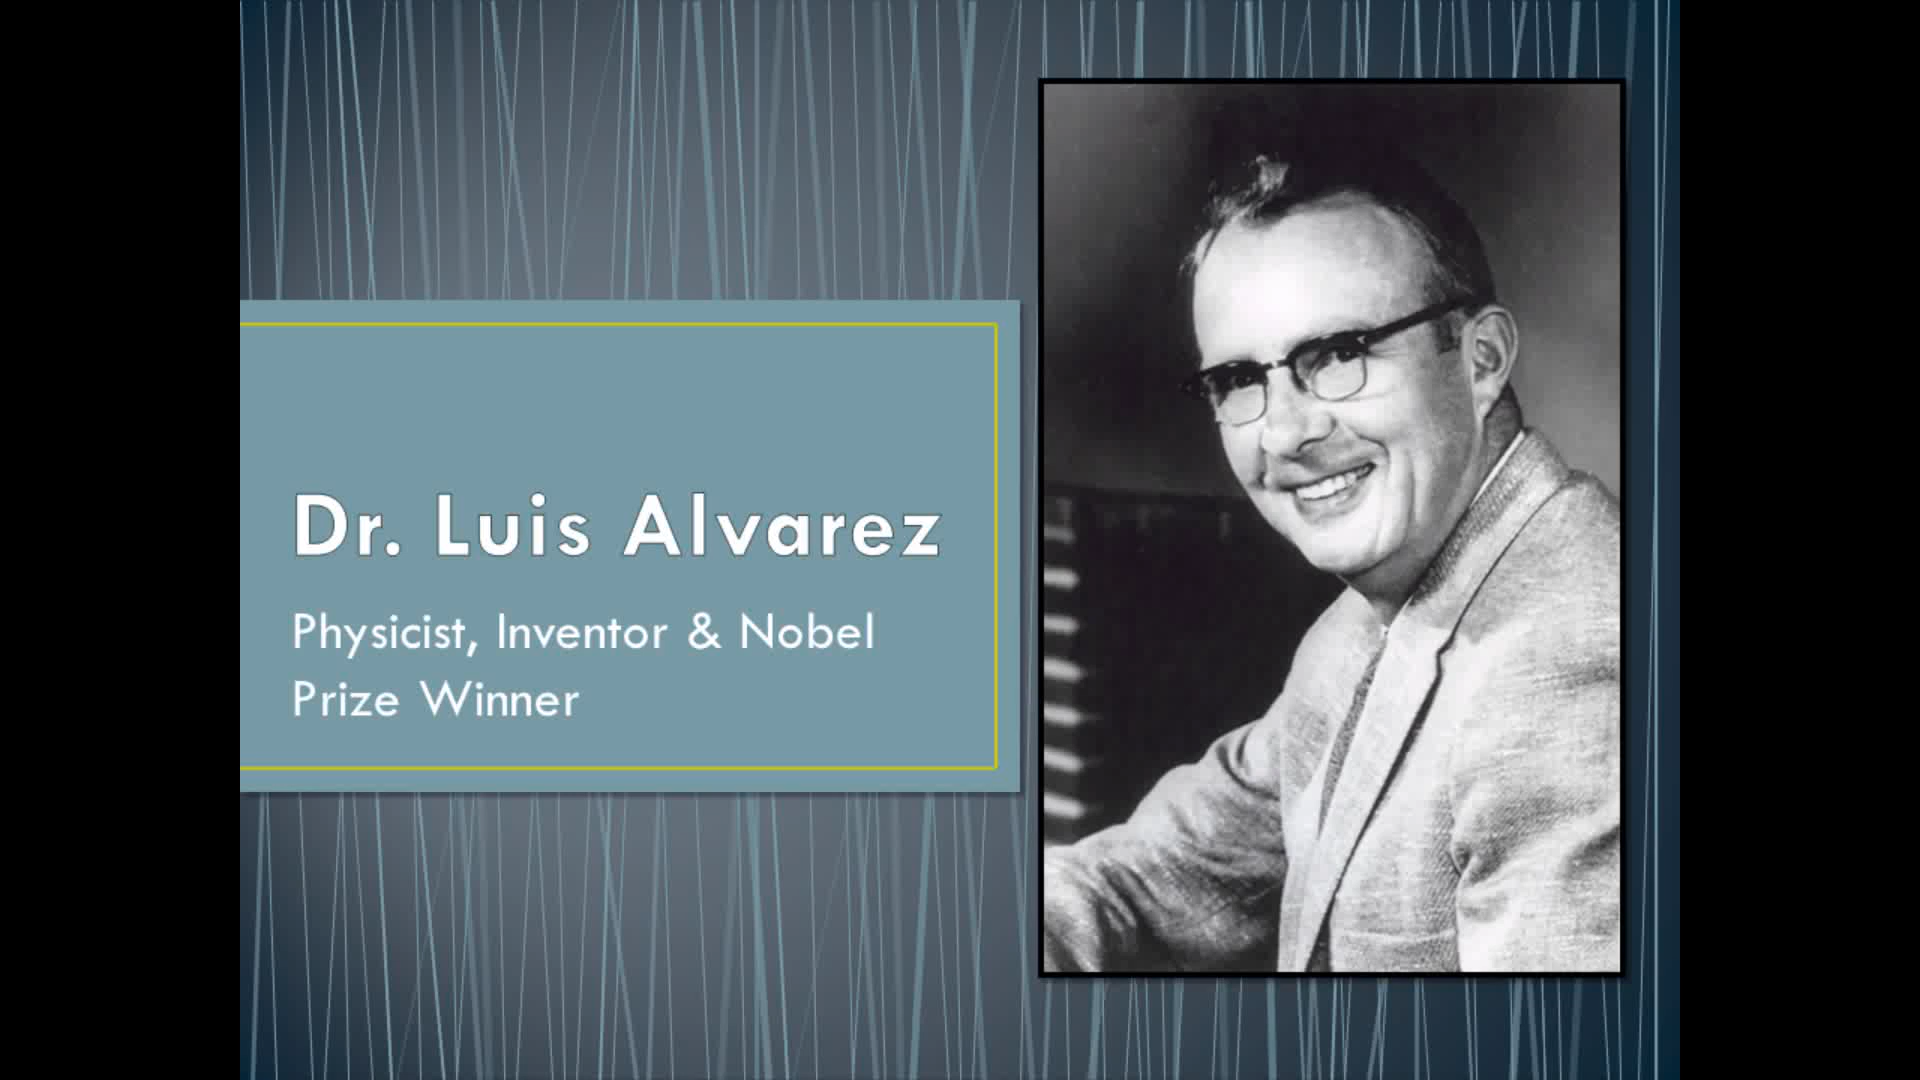 Dr. Luis Alvarez
Physicist, Inventor & Nobel
Prize Winner